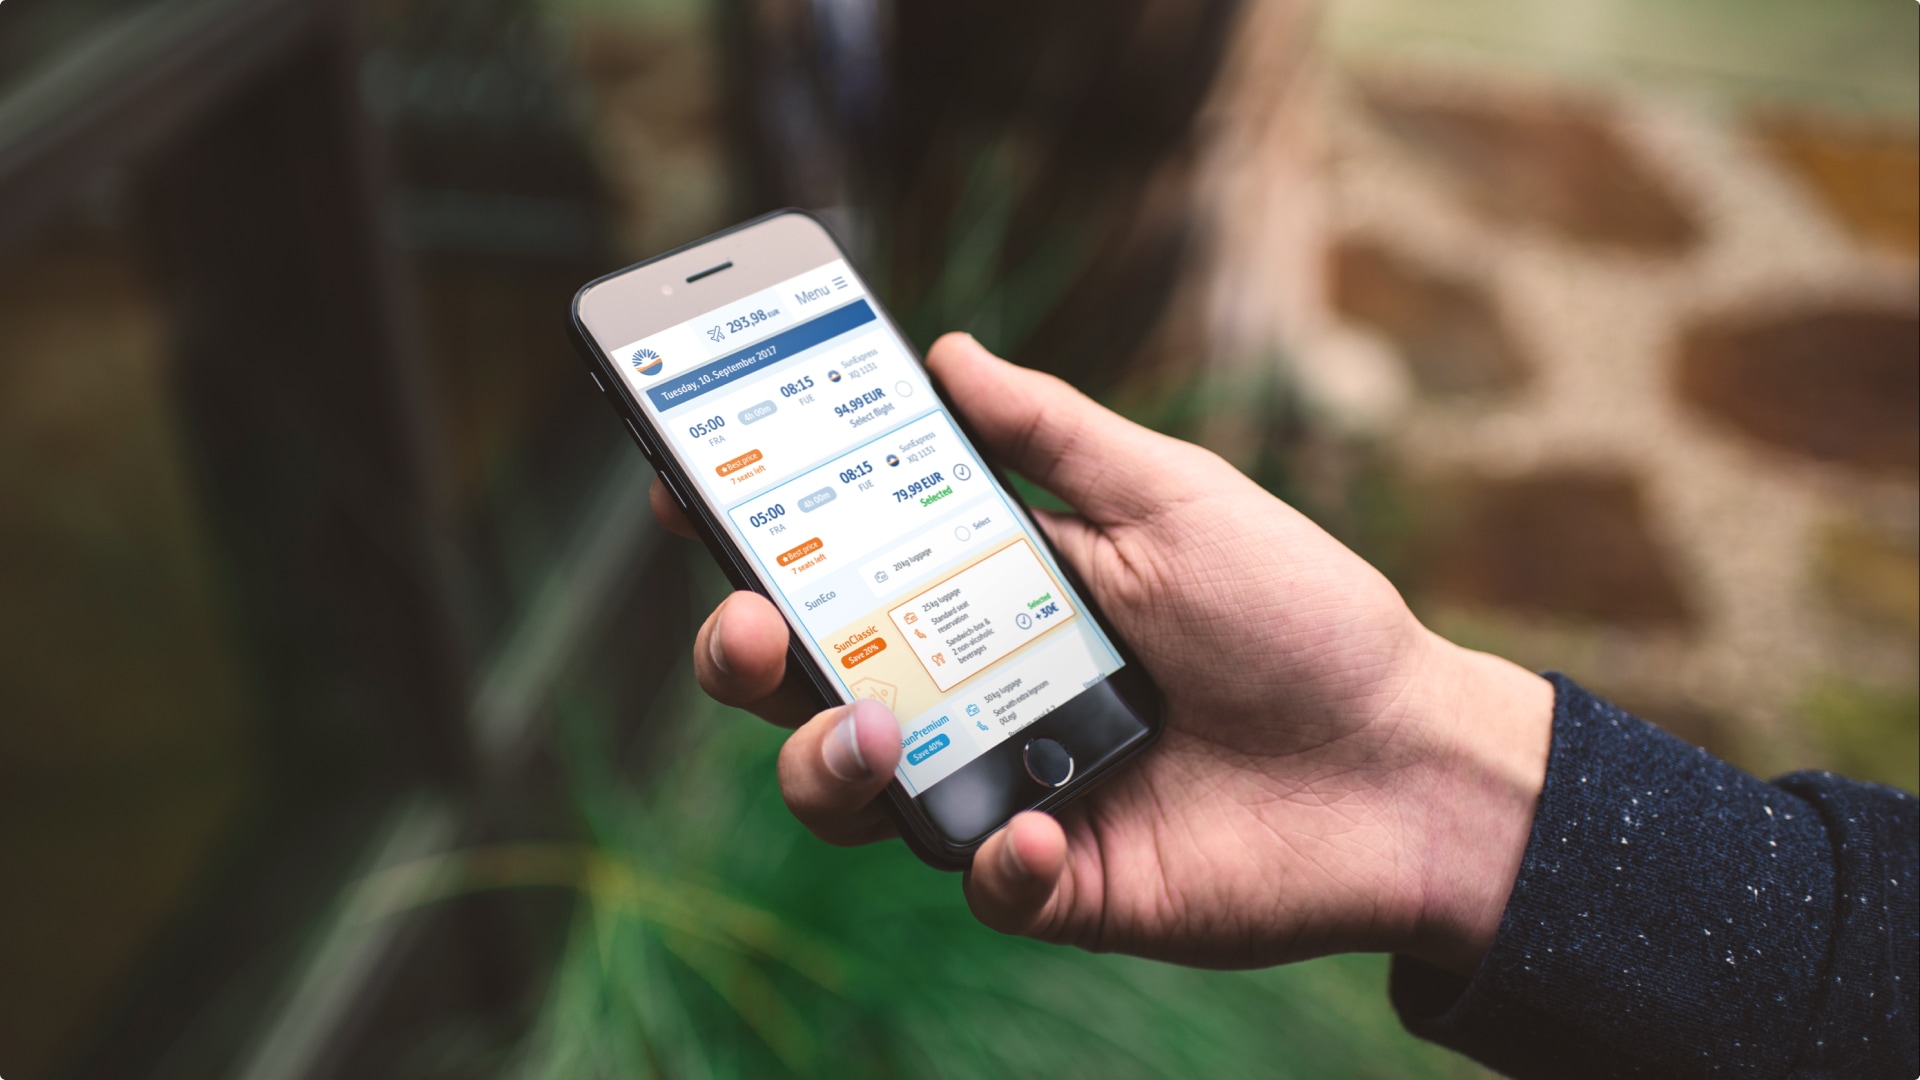 Menu
293,98 EUR
Tuesday, 10. September 2017
05:00
FRA
4h 00m
08:15
FUE
SunExpress
XQ 1131
94,99 EUR
Select flight
Best price
7 seats left
05:00
FRA
4h 00m
08:15
FUE
SunExpress
XQ 1131
79,99 EUR
Selected
Best price
7 seats left
SunEco
20kg luggage
Select
SunClassic
Save 20%
25kg luggage
Standard seat
reservation
Sandwich-box &
2 non-alcoholic
beverages
Selected
+30€
%
SunPremium
Save 40%
30kg luggage
Seat with extra legroom
(XLeg)